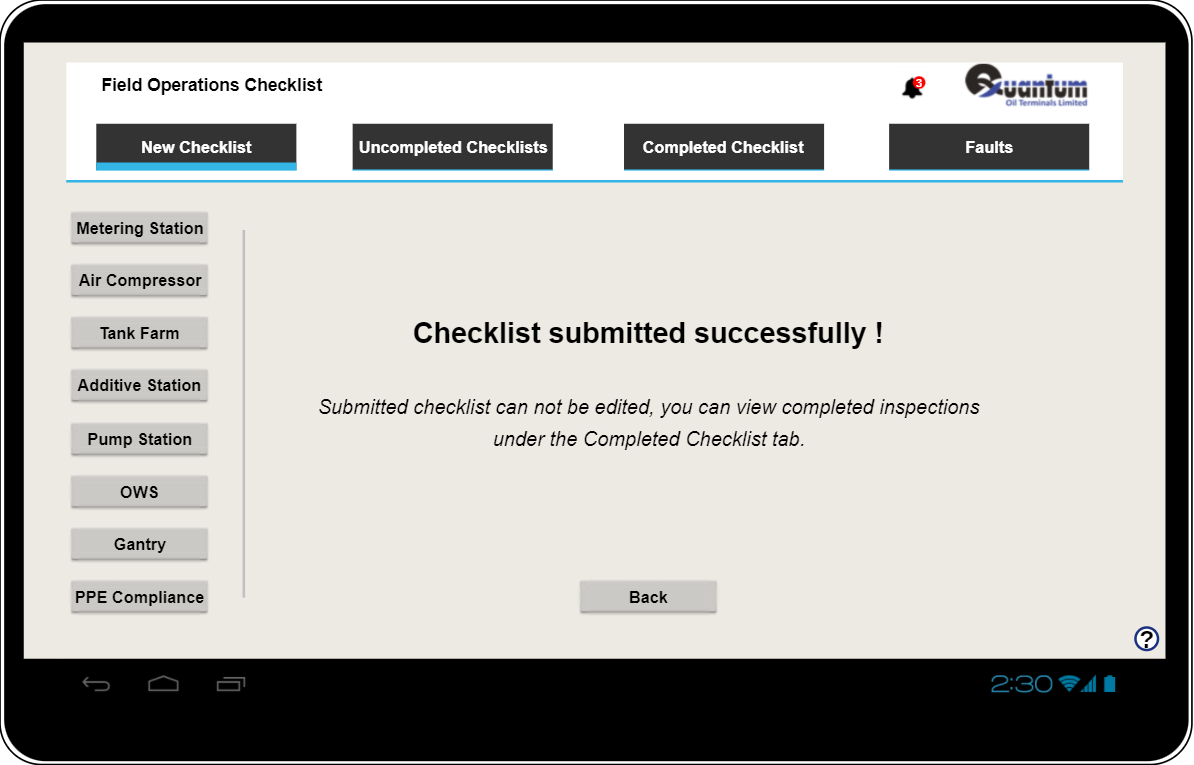 Field Operations Checklist
3
Quantum
Oil Terminals Limited
New Checklist
Uncompleted Checklists
Completed Checklist
Faults
Metering Station
Air Compressor
Tank Farm
Additive Station
Pump Station
OWS
Gantry
PPE Compliance
Checklist submitted successfully !
Submitted checklist can not be edited, you can view completed inspections
under the Completed Checklist tab.
Back
?
2:30